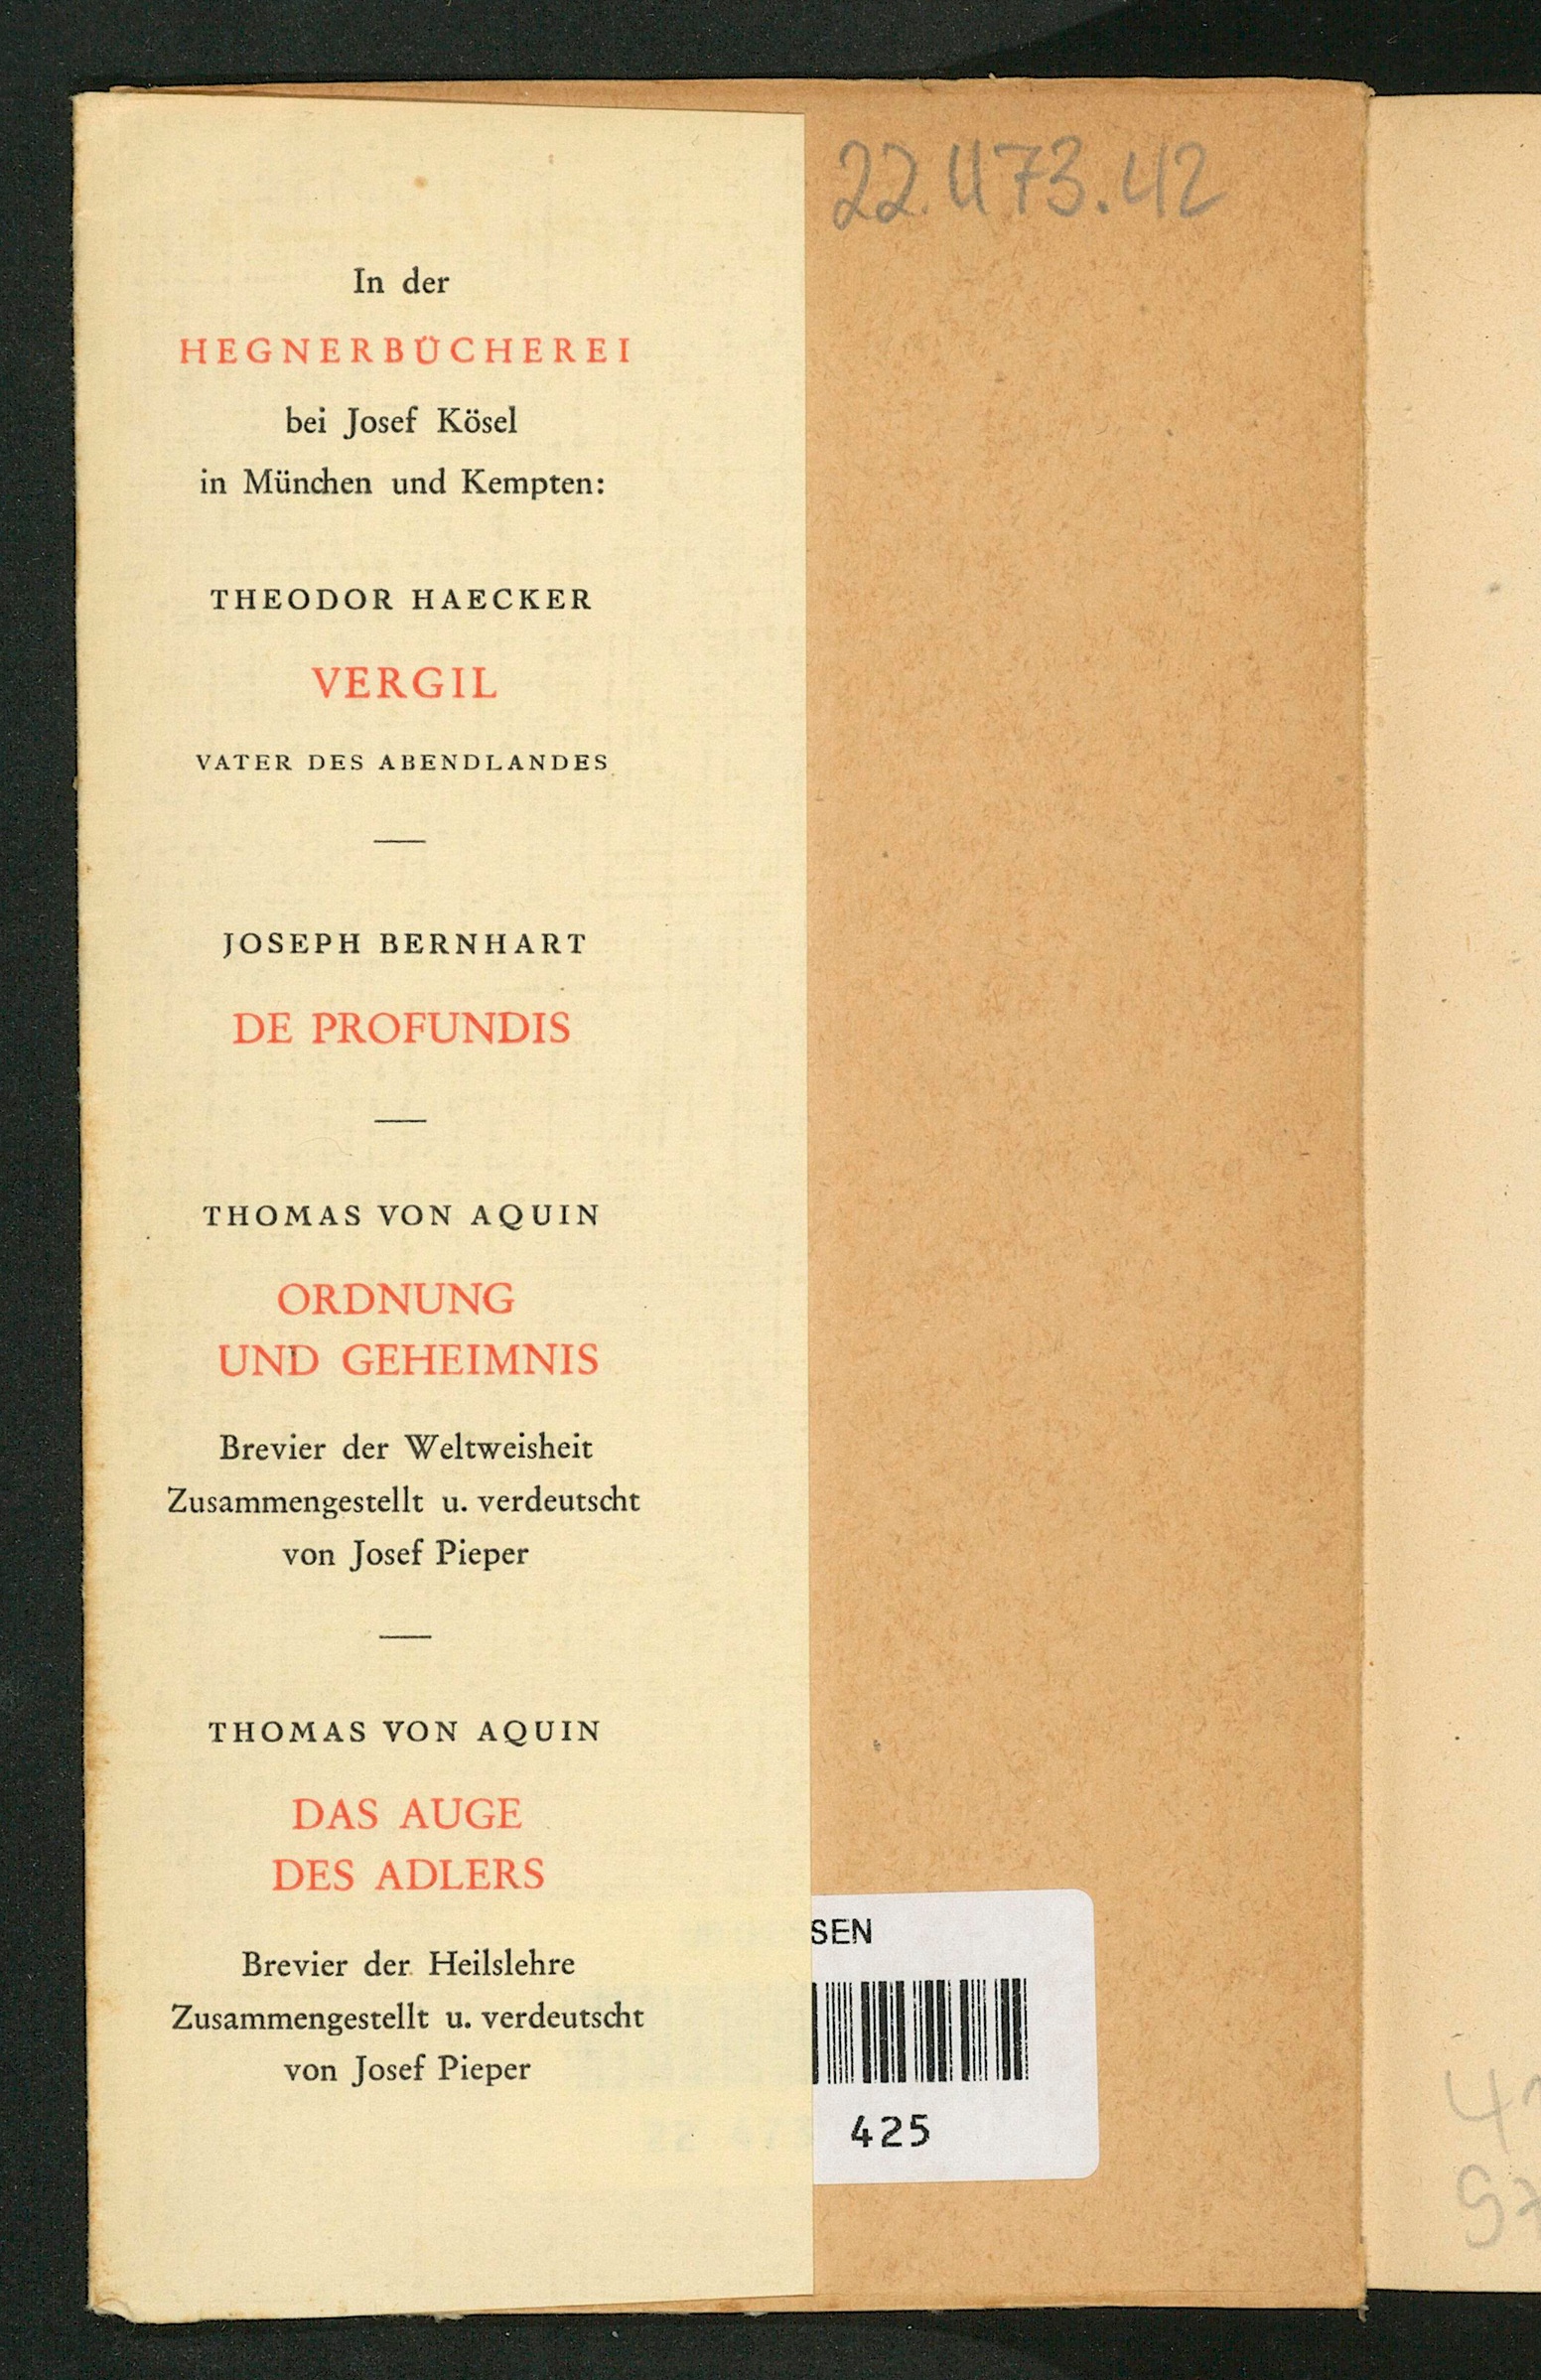 In der
HEGNERBÜCHEREI
bei Josef Kösel
in München und Kempten:
THEODOR HAECKER
VERGIL
VATER DES ABENDLANDES
JOSEPH BERNHART
DE PROFUNDIS
THOMAS VON AQUIN
ORDNUNG
UND GEHEIMNIS
Brevier der Weltweisheit
Zusammengestellt u. verdeutscht
von Josef Pieper
THOMAS VON AQUIN
DAS AUGE
DES ADLERS
Brevier der Heilslehre
Zusammengestellt u. verdeutscht
von Josef Pieper
22.473.42
SEN
425